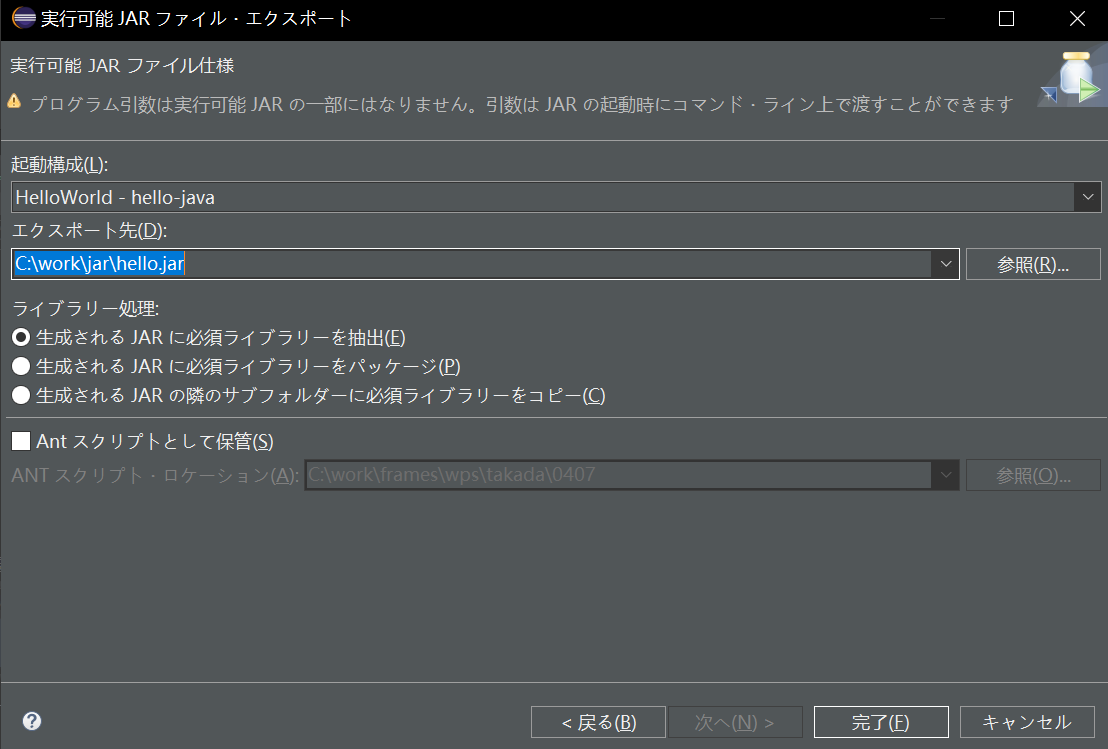 実行可能 JAR ファイル・エクスポート
実行可能 JAR ファイル仕様
プログラム引数は実行可能 JAR の一部にはなりません。引数は JAR の起動時にコマンド・ライン上で渡すことができます
起動構成(L):
HelloWorld - hello-java
エクスポート先(D):
C:\work\jar\hello.jar
参照(R)...
ライブラリー処理:
生成される JAR に必須ライブラリーを抽出(E)
生成される JAR に必須ライブラリーをパッケージ(P)
生成される JAR の隣のサブフォルダーに必須ライブラリーをコピー(C)
Ant スクリプトとして保管(S)
ANT スクリプト・ロケーション(A):
C:\work\frames\wps\takada\0407
参照(O)...
< 戻る(B)
次へ(N) >
完了(F)
キャンセル